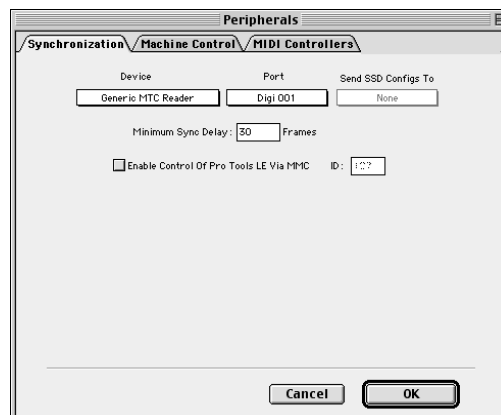 Peripherals
Synchronization Machine Control MIDI Controllers
Device Port Send SSD Configs To
Generic MTC Reader Digi 001 None
Minimum Sync Delay: 30 Frames
Enable Control Of Pro Tools LE Via MMC ID:
Cancel OK